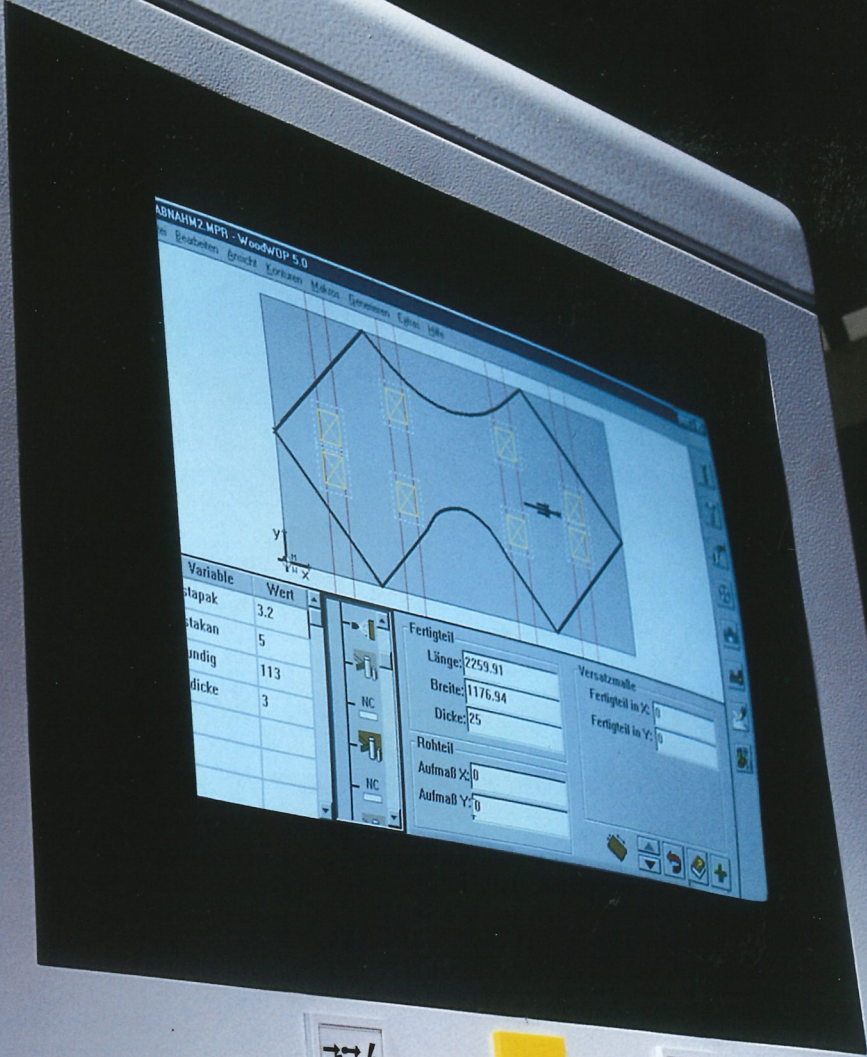 ABNAHM2.MPR - WoodWOP 5.0
ei Bearbeiten Ansicht Konturen Makros Generieren Extras Hilfe
y
x
Variable Wert
stapak 3.2
stakan 5
undig 113
dicke 3
NC
NC
Fertigteil
Länge: 2259.91
Breite: 1176.94
Dicke: 25
Rohteil
Aufmaß X: 0
Aufmaß Y: 0
Versatzmaße
Fertigteil in X: 0
Fertigteil in Y: 0